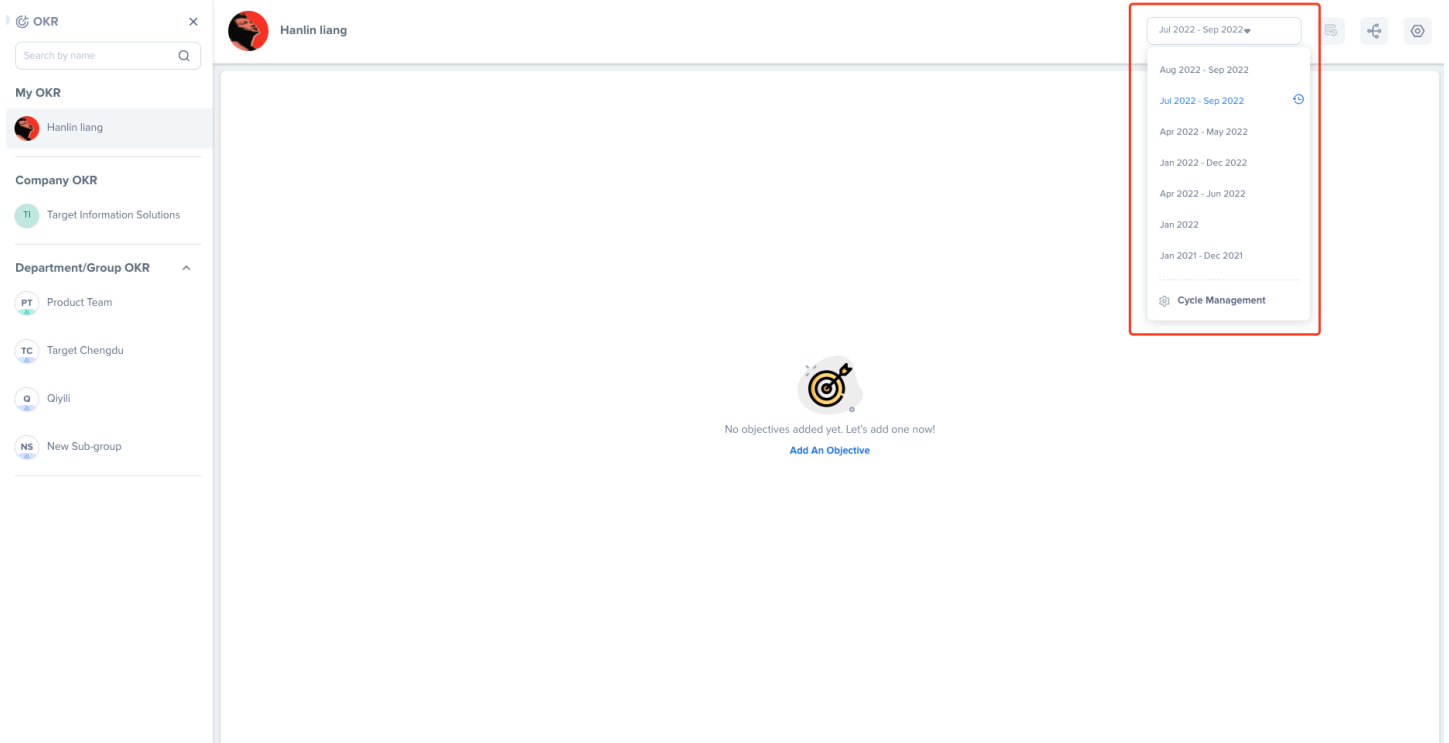 OKR
Search by name
My OKR
Hanlin liang
Company OKR
TI
Target Information Solutions
Department/Group OKR
PT
Product Team
TC
Target Chengdu
Q
Qiyili
NS
New Sub-group
Hanlin liang
Jul 2022 - Sep 2022
Aug 2022 - Sep 2022
Jul 2022 - Sep 2022
Apr 2022 - May 2022
Jan 2022 - Dec 2022
Apr 2022 - Jun 2022
Jan 2022
Jan 2021 - Dec 2021
Cycle Management
No objectives added yet. Let's add one now!
Add An Objective